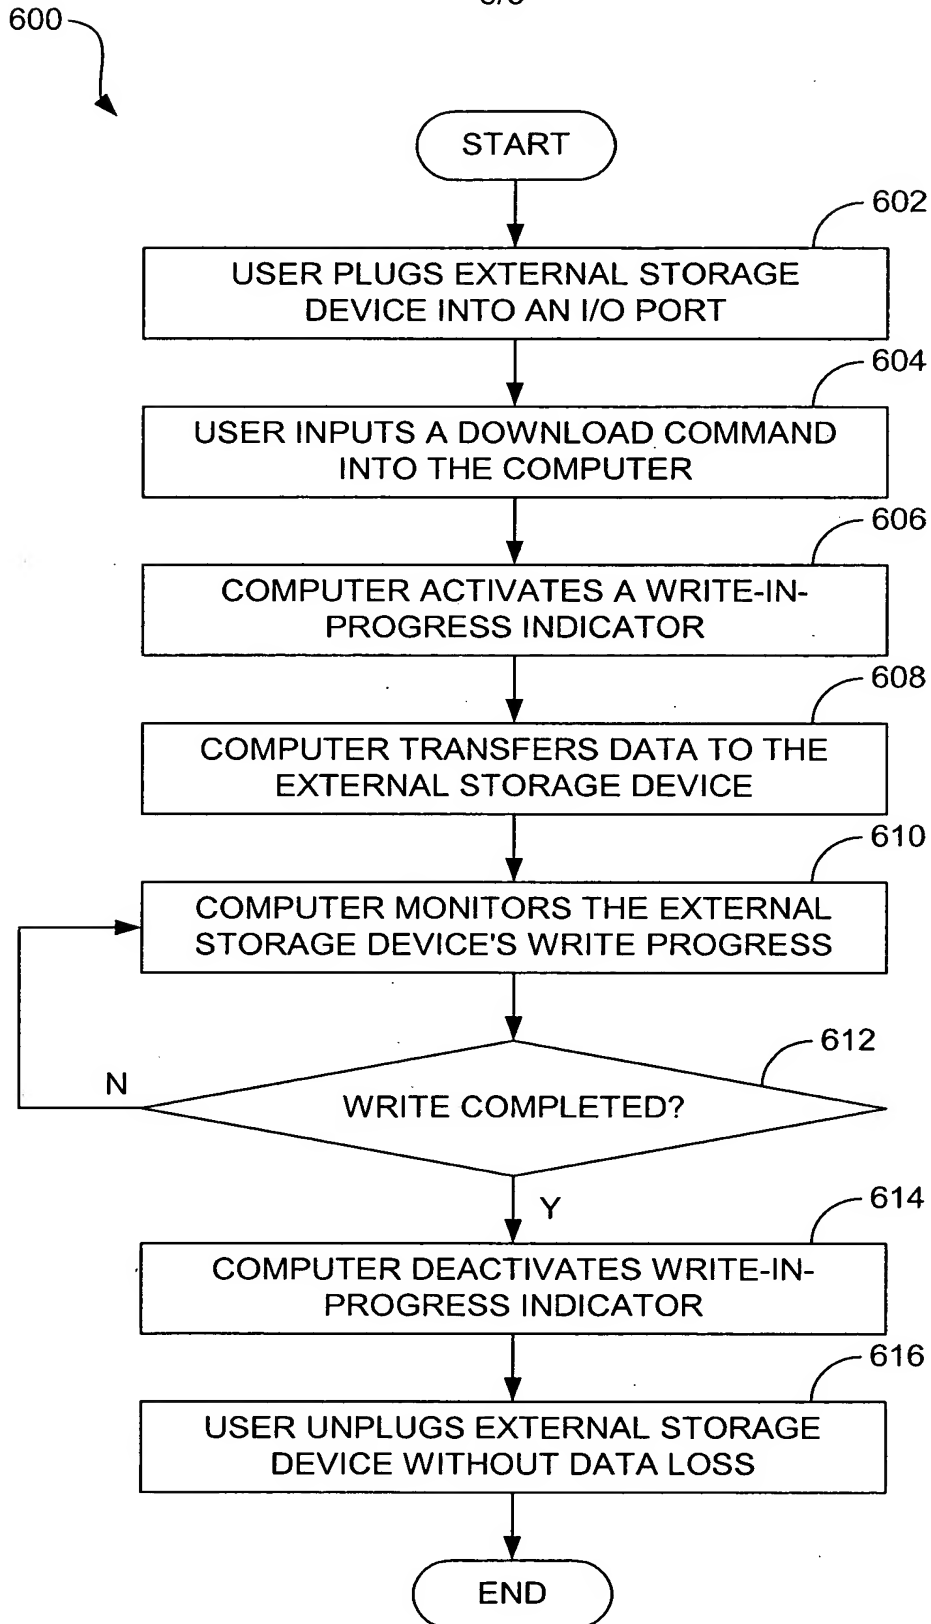 600
START
602
USER PLUGS EXTERNAL STORAGE
DEVICE INTO AN I/O PORT
604
USER INPUTS A DOWNLOAD COMMAND
INTO THE COMPUTER
606
COMPUTER ACTIVATES A WRITE-IN-
PROGRESS INDICATOR
608
COMPUTER TRANSFERS DATA TO THE
EXTERNAL STORAGE DEVICE
610
COMPUTER MONITORS THE EXTERNAL
STORAGE DEVICE'S WRITE PROGRESS
612
N
WRITE COMPLETED?
Y
614
COMPUTER DEACTIVATES WRITE-IN-
PROGRESS INDICATOR
616
USER UNPLUGS EXTERNAL STORAGE
DEVICE WITHOUT DATA LOSS
END